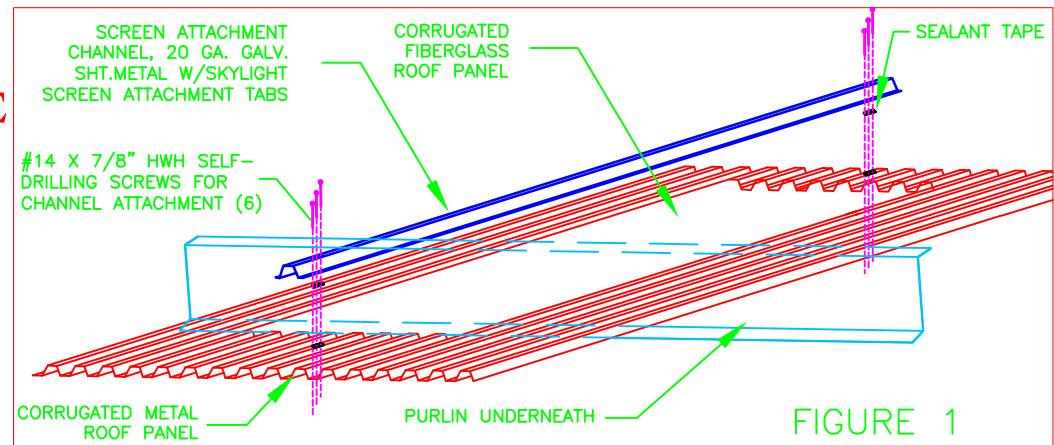 SCREEN ATTACHMENT
CHANNEL, 20 GA. GALV.
SHT.METAL W/SKYLIGHT
SCREEN ATTACHMENT TABS
CORRUGATED
FIBERGLASS
ROOF PANEL
SEALANT TAPE
E
#14 X 7/8" HWH SELF-
DRILLING SCREWS FOR
CHANNEL ATTACHMENT (6)
CORRUGATED METAL
ROOF PANEL
PURLIN UNDERNEATH
FIGURE 1